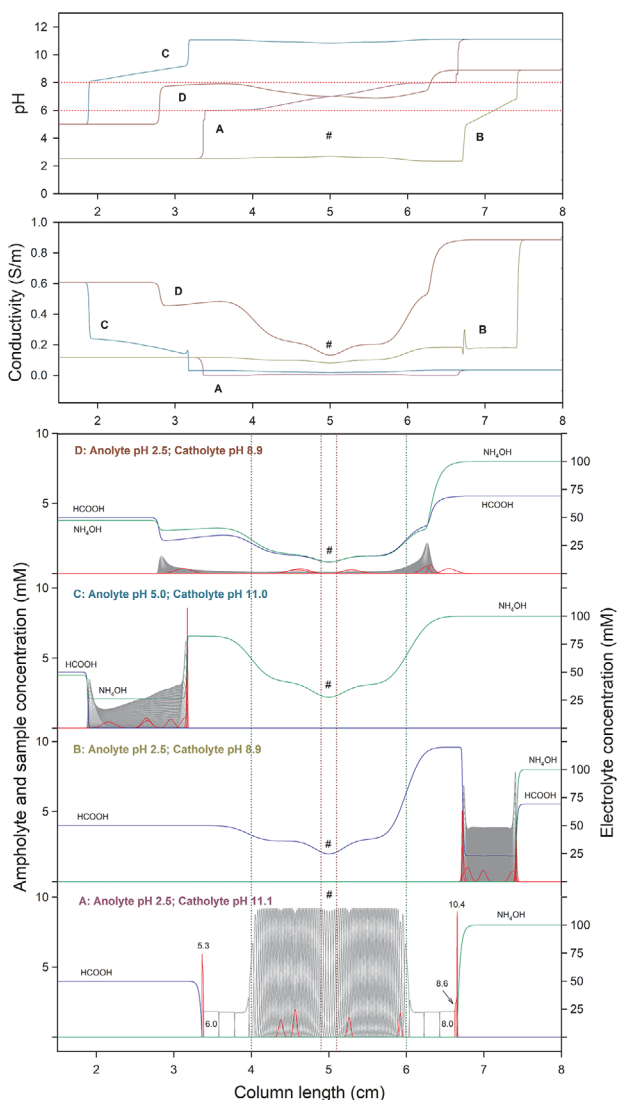 12
10
8
6
4
2
0
pH
C
D
A
#
B
2
3
4
5
6
7
8
1.0
0.8
0.6
0.4
0.2
0.0
Conductivity (S/m)
D
C
#
B
A
2
3
4
5
6
7
8
Ampholyte and sample concentration (mM)
Electrolyte concentration (mM)
10
D: Anolyte pH 2.5; Catholyte pH 8.9
NH4OH
100
HCOOH
75
5
HCOOH
50
NH4OH
#
25
10
C: Anolyte pH 5.0; Catholyte pH 11.0
NH4OH
100
75
5
HCOOH
50
NH4OH
#
25
10
B: Anolyte pH 2.5; Catholyte pH 8.9
NH4OH
100
HCOOH
75
5
HCOOH
50
#
25
10
A: Anolyte pH 2.5; Catholyte pH 11.1
#
10.4
NH4OH
100
75
5
HCOOH
5.3
50
8.6
25
6.0
8.0
2
3
4
5
6
7
8
Column length (cm)